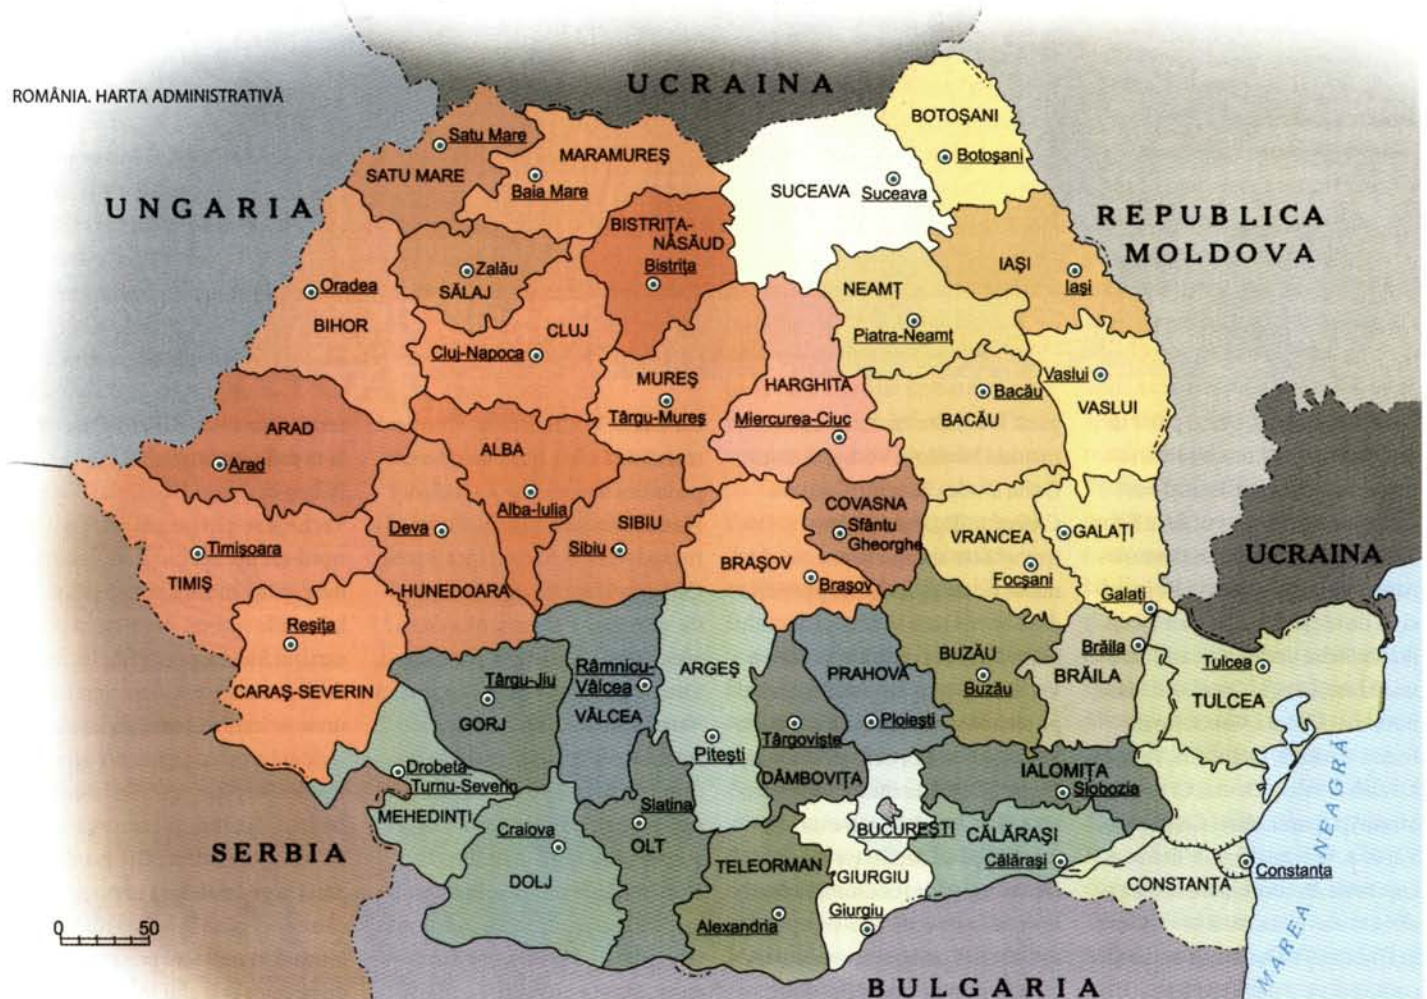 ROMÂNIA. HARTA ADMINISTRATIVĂ
UCRAINA
BOTOŞANI
Botoşani
Satu Mare
SATU MARE
MARAMUREŞ
Baia Mare
SUCEAVA
Suceava
UNGARIA
REPUBLICA
MOLDOVA
BISTRIŢA-
NĂSĂUD
Bistriţa
Zalău
SĂLAJ
IAŞI
Iaşi
Oradea
BIHOR
NEAMŢ
Piatra-Neamţ
CLUJ
Cluj-Napoca
MUREŞ
Târgu-Mureş
HARGHITA
Miercurea-Ciuc
Bacău
BACĂU
Vaslui
VASLUI
ARAD
Arad
ALBA
Alba-Iulia
COVASNA
Sfântu
Gheorghe
Deva
HUNEDOARA
SIBIU
Sibiu
BRAŞOV
Braşov
VRANCEA
Focşani
GALAŢI
Galaţi
UCRAINA
Timişoara
TIMIŞ
Reşiţa
CARAŞ-SEVERIN
Târgu-Jiu
GORJ
Râmnicu-
Vâlcea
VÂLCEA
ARGEŞ
Piteşti
PRAHOVA
Ploieşti
BUZĂU
Buzău
Brăila
BRĂILA
Tulcea
TULCEA
Târgovişte
DÂMBOVIŢA
Drobeta-
Turnu-Severin
MEHEDINŢI
IALOMIŢA
Slobozia
Slatina
OLT
Craiova
DOLJ
BUCUREŞTI
CĂLĂRAŞI
Călăraşi
SERBIA
TELEORMAN
Alexandria
GIURGIU
Giurgiu
CONSTANŢA
Constanţa
MAREA NEAGRĂ
0 50
BULGARIA